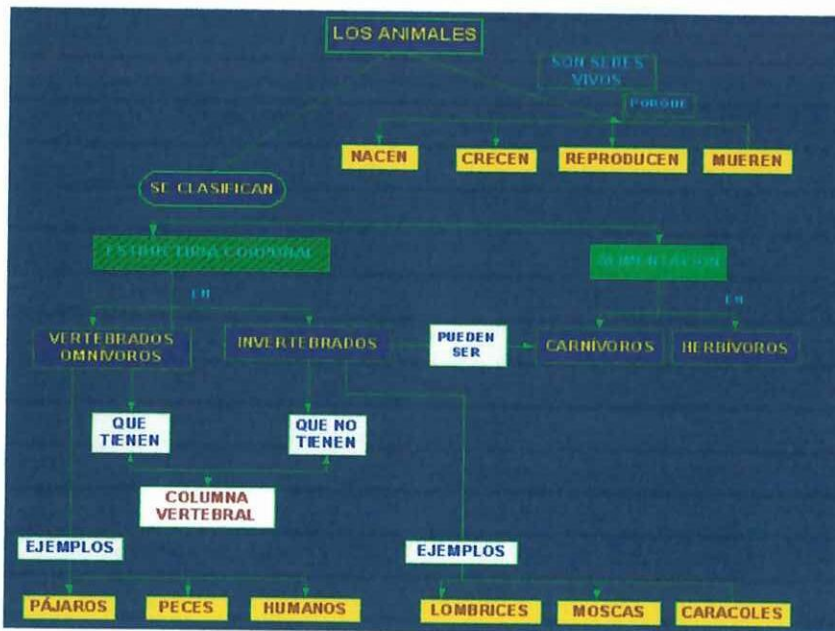 LOS ANIMALES
SON SERES
VIVOS
PORQUE
NACEN
CRECEN
REPRODUCEN
MUEREN
SE CLASIFICAN
ESTRUCTURA CORPORAL
ALIMENTACION
EN
EN
VERTEBRADOS
OMNÍVOROS
INVERTEBRADOS
PUEDEN
SER
CARNÍVOROS
HERBÍVOROS
QUE
TIENEN
QUE NO
TIENEN
COLUMNA
VERTEBRAL
EJEMPLOS
EJEMPLOS
PÁJAROS
PECES
HUMANOS
LOMBRICES
MOSCAS
CARACOLES